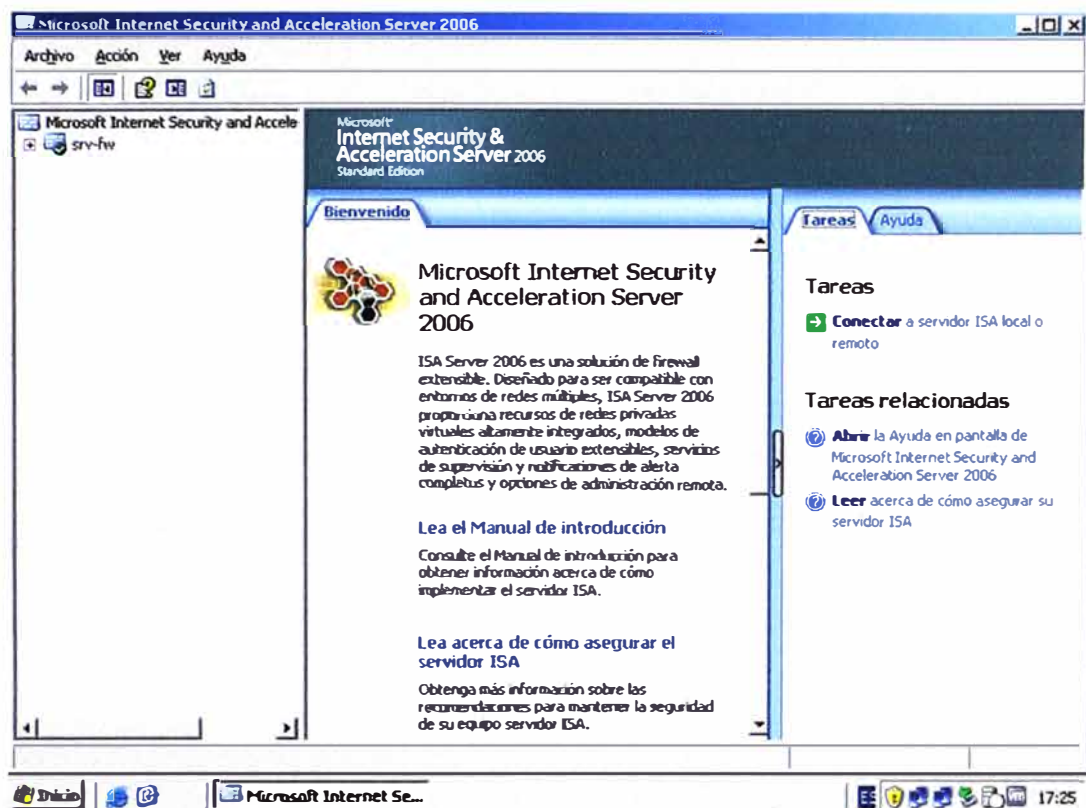 Microsoft Internet Security and Acceleration Server 2006
Archivo Acción Ver Ayuda
Microsoft Internet Security and Accele
srv-fw
Microsoft
Internet Security &
Acceleration Server 2006
Standard Edition
Bienvenido
Microsoft Internet Security
and Acceleration Server
2006
ISA Server 2006 es una solución de firewall
extensible. Diseñado para ser compatible con
entornos de redes múltiples, ISA Server 2006
proporciona recursos de redes privadas
virtuales altamente integrados, modelos de
autenticación de usuario extensibles, servicios
de supervisión y notificaciones de alerta
completos y opciones de administración remota.
Lea el Manual de introducción
Consulte el Manual de introducción para
obtener información acerca de cómo
implementar el servidor ISA.
Lea acerca de cómo asegurar el
servidor ISA
Obtenga más información sobre las
recomendaciones para mantener la seguridad
de su equipo servidor ISA.
Tareas Ayuda
Tareas
Conectar a servidor ISA local o
remoto
Tareas relacionadas
Abrir la Ayuda en pantalla de
Microsoft Internet Security and
Acceleration Server 2006
Leer acerca de cómo asegurar su
servidor ISA
Inicio
Microsoft Internet Se...
ES
17:25